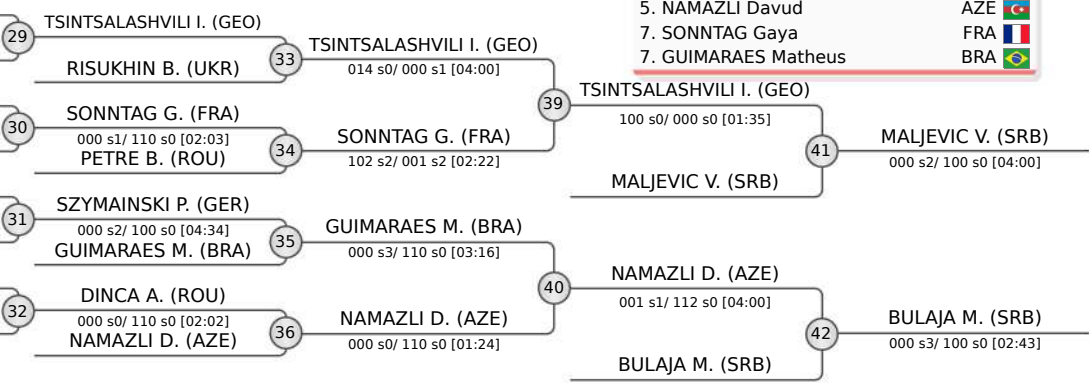 5. NAMAZLI Davud AZE
7. SONNTAG Gaya FRA
7. GUIMARAES Matheus BRA
29
TSINTSALASHVILI I. (GEO)
RISUKHIN B. (UKR)
33
TSINTSALASHVILI I. (GEO)
014 s0/ 000 s1 [04:00]
30
SONNTAG G. (FRA)
000 s1/ 110 s0 [02:03]
PETRE B. (ROU)
34
SONNTAG G. (FRA)
102 s2/ 001 s2 [02:22]
39
TSINTSALASHVILI I. (GEO)
100 s0/ 000 s0 [01:35]
MALJEVIC V. (SRB)
41
MALJEVIC V. (SRB)
000 s2/ 100 s0 [04:00]
31
SZYMAINSKI P. (GER)
000 s2/ 100 s0 [04:34]
GUIMARAES M. (BRA)
35
GUIMARAES M. (BRA)
000 s3/ 110 s0 [03:16]
32
DINCA A. (ROU)
000 s0/ 110 s0 [02:02]
NAMAZLI D. (AZE)
36
NAMAZLI D. (AZE)
000 s0/ 110 s0 [01:24]
40
NAMAZLI D. (AZE)
001 s1/ 112 s0 [04:00]
BULAJA M. (SRB)
42
BULAJA M. (SRB)
000 s3/ 100 s0 [02:43]